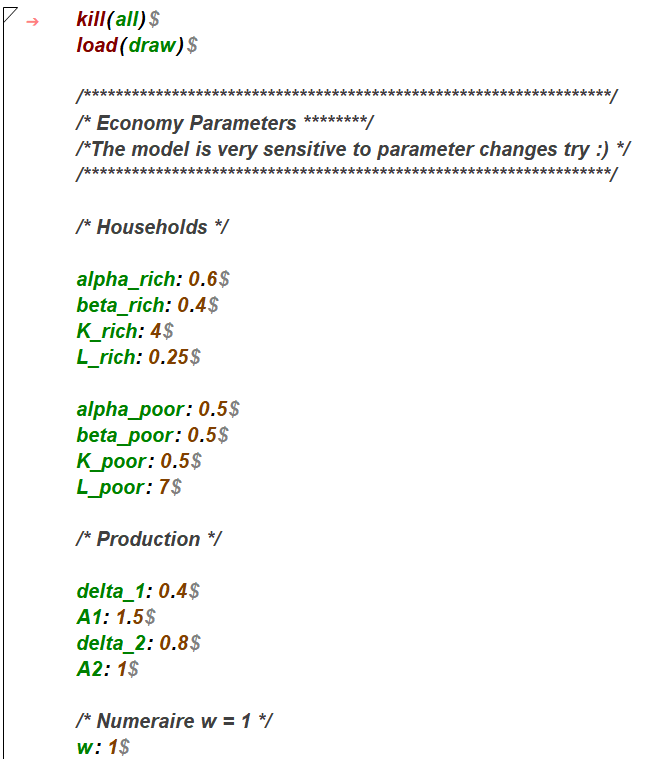 kill(all)$
load(draw)$
/******************************************************************/
/* Economy Parameters ********/
/*The model is very sensitive to parameter changes try :) */
/******************************************************************/
/* Households */
alpha_rich: 0.6$
beta_rich: 0.4$
K_rich: 4$
L_rich: 0.25$
alpha_poor: 0.5$
beta_poor: 0.5$
K_poor: 0.5$
L_poor: 7$
/* Production */
delta_1: 0.4$
A1: 1.5$
delta_2: 0.8$
A2: 1$
/* Numeraire w = 1 */
w: 1$